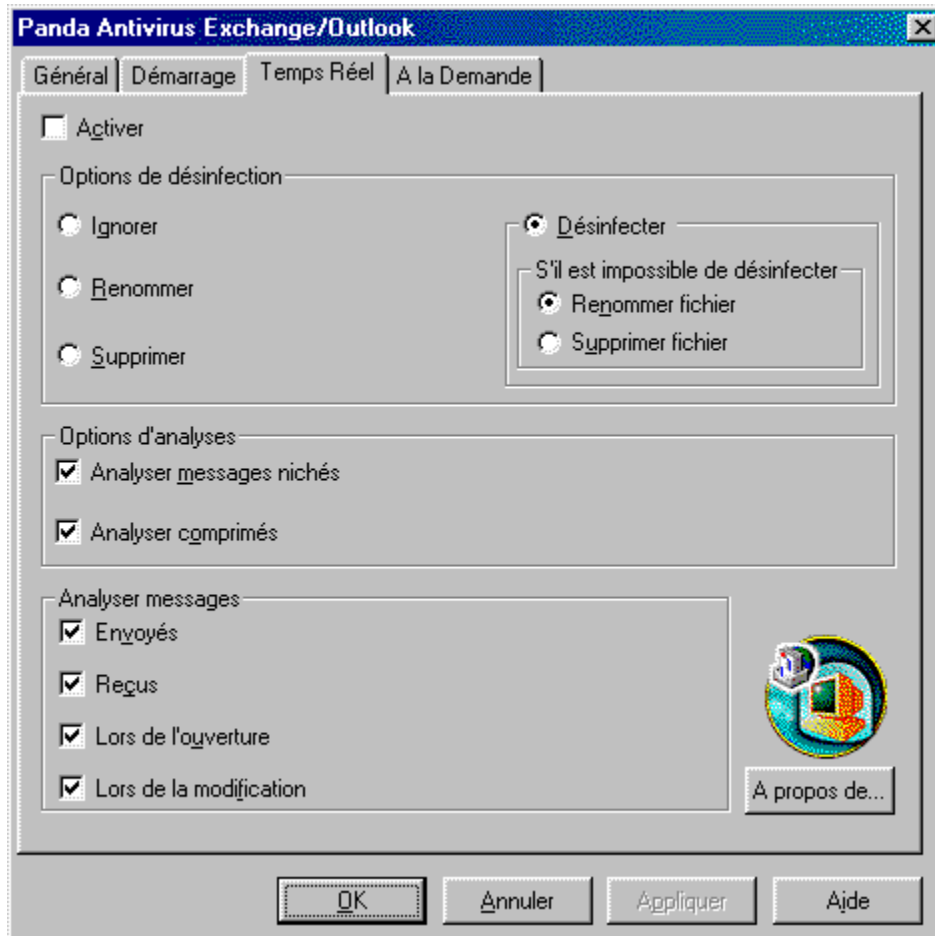 Panda Antivirus Exchange/Outlook
Général
Démarrage
Temps Réel
A la Demande
Activer
Options de désinfection
Ignorer
Renommer
Supprimer
Désinfecter
S'il est impossible de désinfecter
Renommer fichier
Supprimer fichier
Options d'analyses
Analyser messages nichés
Analyser comprimés
Analyser messages
Envoyés
Reçus
Lors de l'ouverture
Lors de la modification
A propos de...
OK
Annuler
Appliquer
Aide